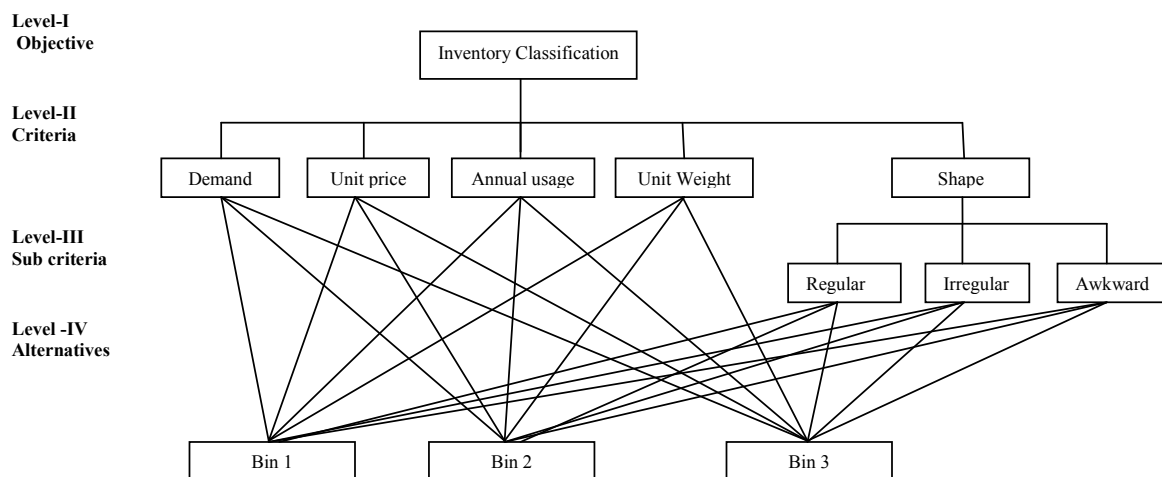 Level-I
Objective
Inventory Classification
Level-II
Criteria
Demand
Unit price
Annual usage
Unit Weight
Shape
Level-III
Sub criteria
Regular
Irregular
Awkward
Level -IV
Alternatives
Bin 1
Bin 2
Bin 3